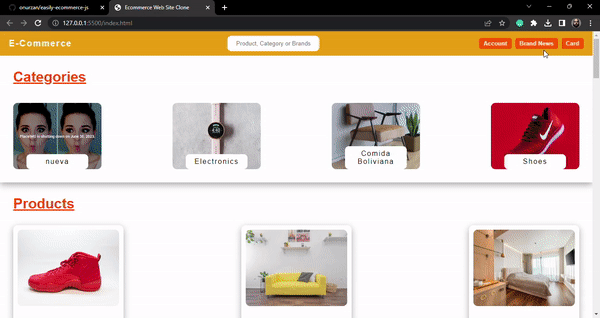 onurzan/easily-ecommerce-js
Ecommerce Web Site Clone
127.0.0.1:5500/index.html
E-Commerce
Product, Category or Brands
Account
Brand News
Card
Categories
PlaceIMG is shutting down on June 30, 2023.
nueva
Electronics
Comida
Boliviana
Shoes
Products